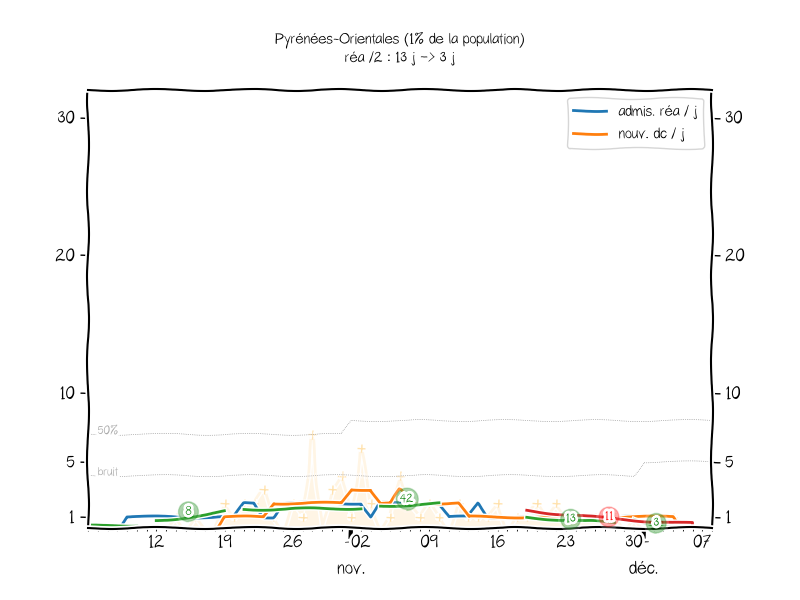 Pyrénées-Orientales (1% de la population)
réa /2 : 13 j -> 3 j
admis. réa / j
nouv. dc / j
30 30
20 20
10 10
50%
5 5
bruit
1 1
8 42 13 11 3
12 19 26 02 09 16 23 30 07
nov. déc.